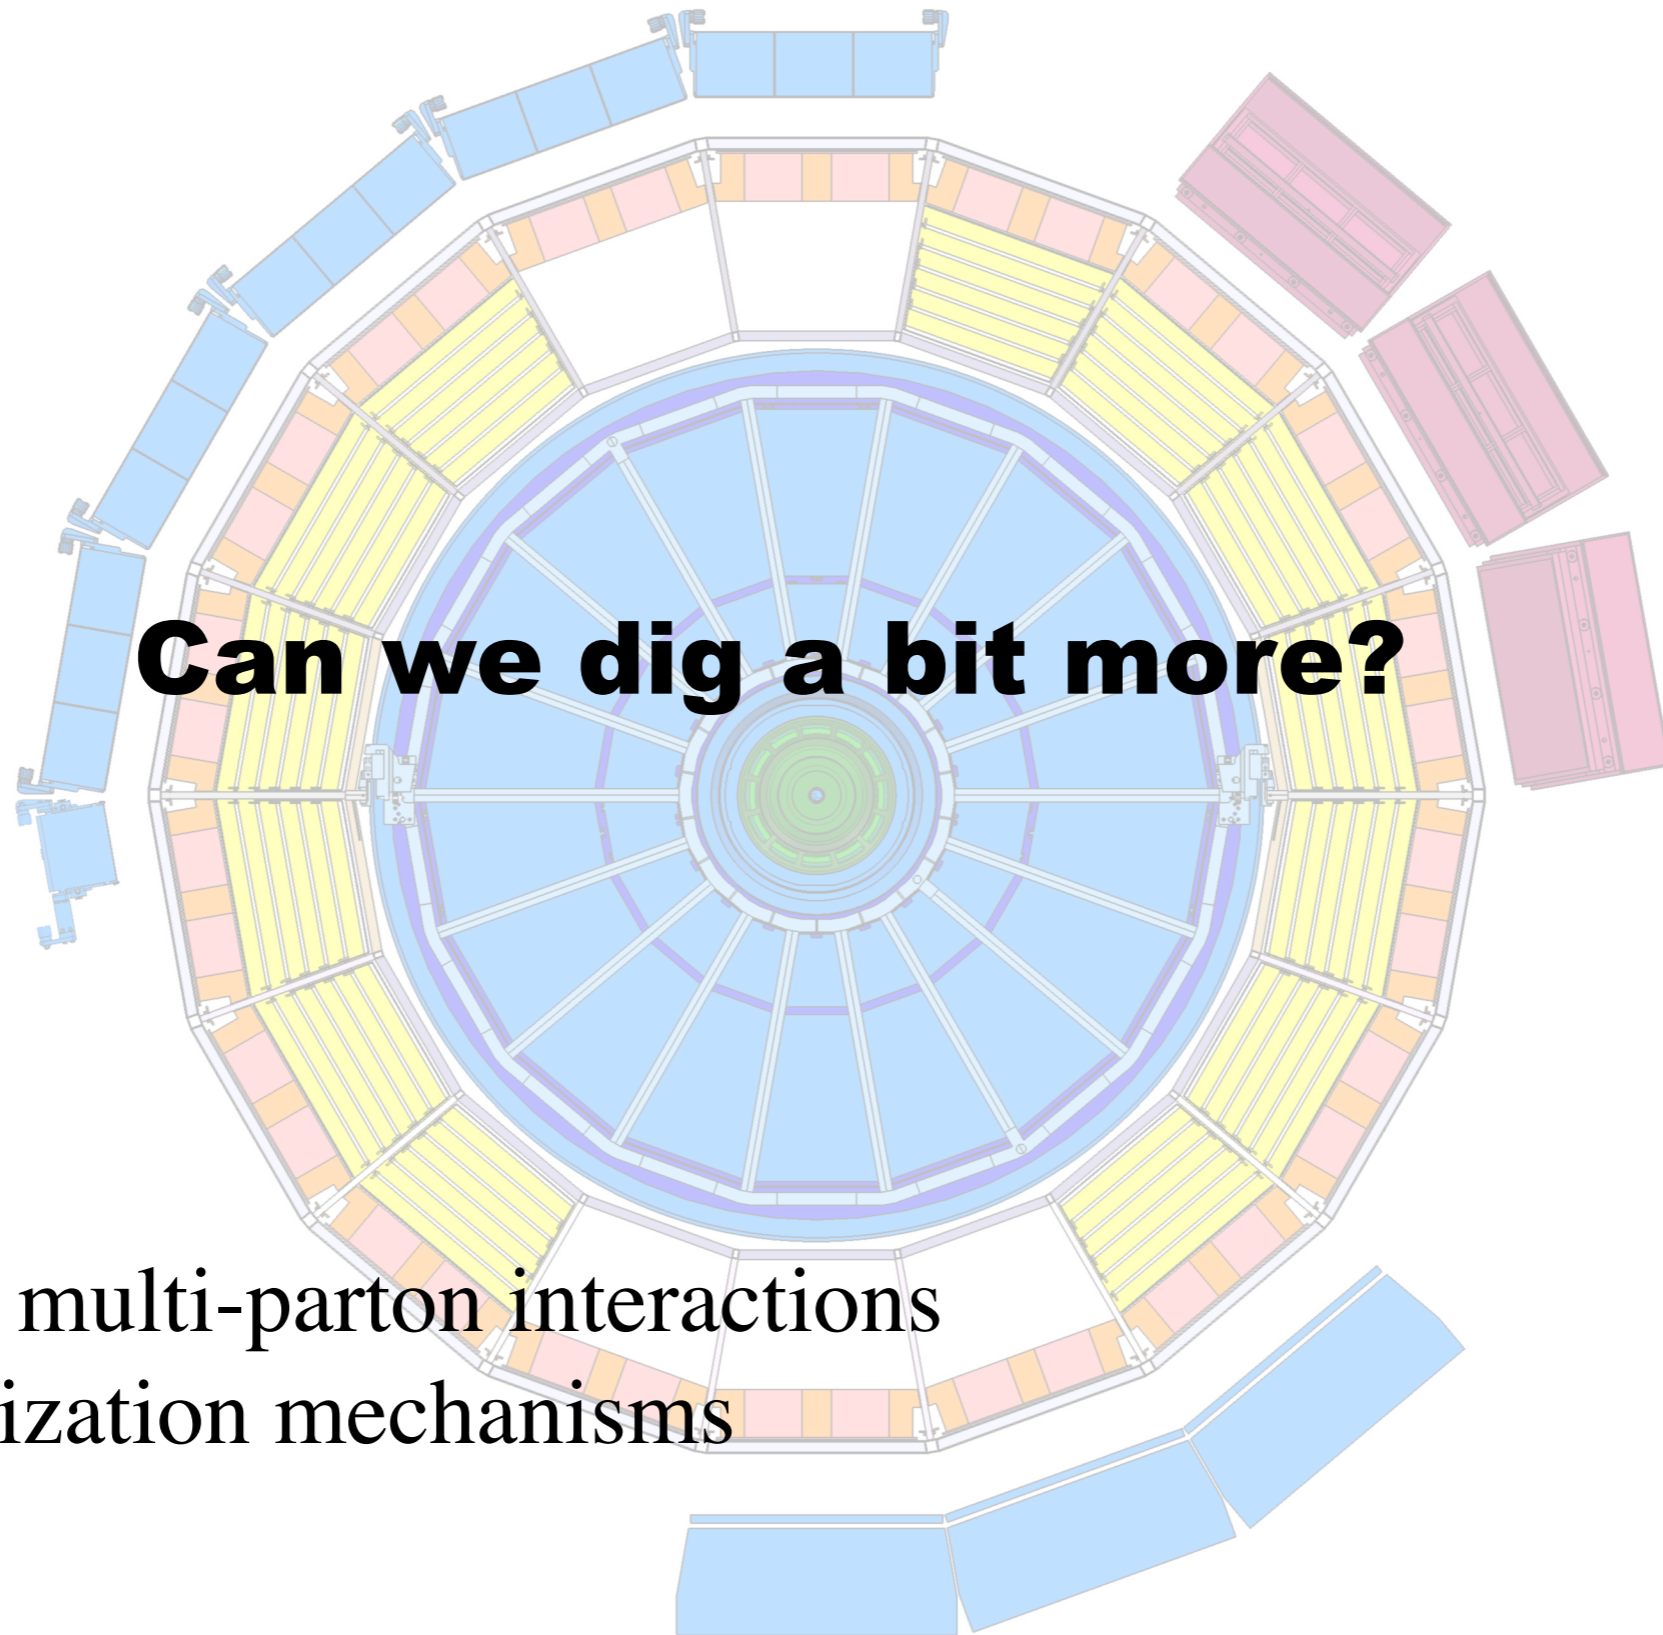 Can we dig a bit more?
multi-parton interactions
ization mechanisms